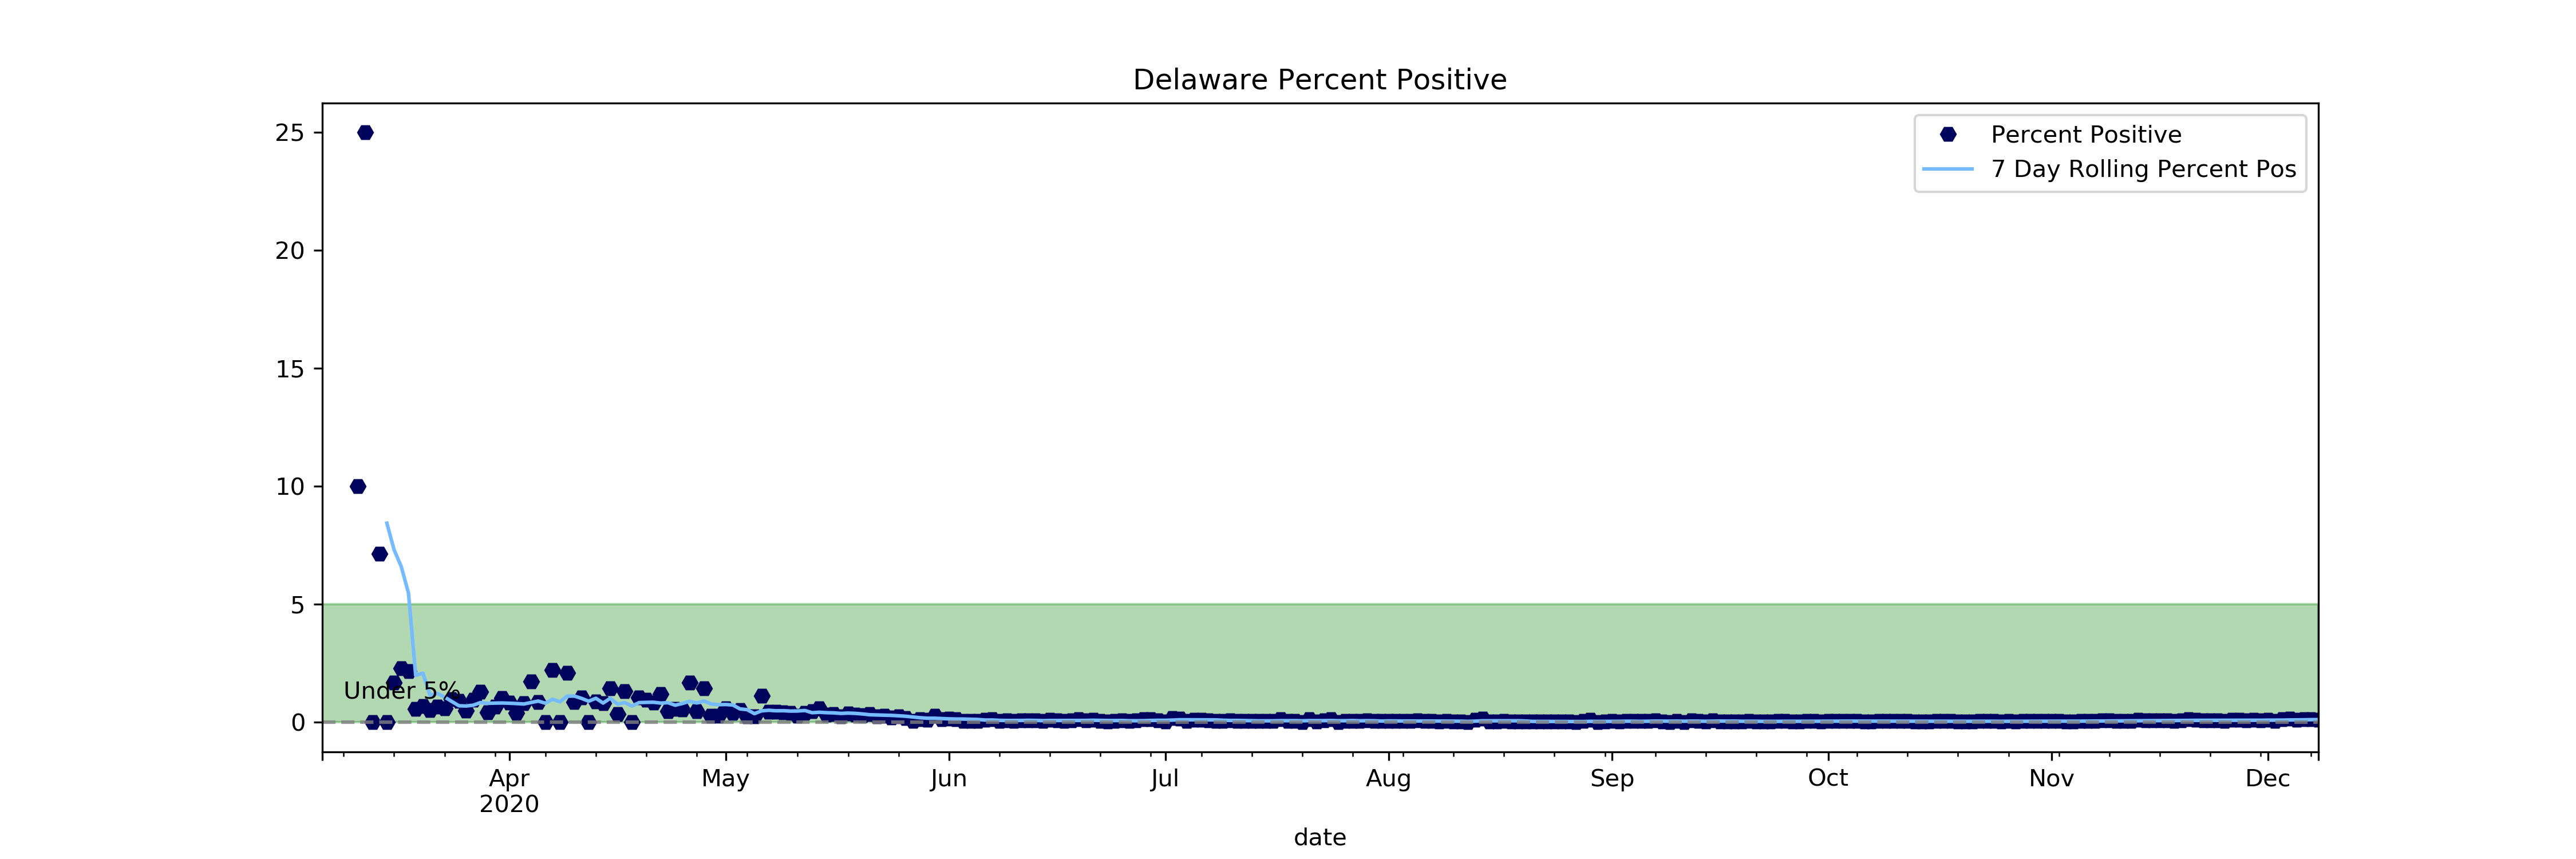 Delaware Percent Positive
Percent Positive
7 Day Rolling Percent Pos
25
20
15
10
5
Under 5%
0
Apr
2020
May
Jun
Jul
Aug
Sep
Oct
Nov
Dec
date